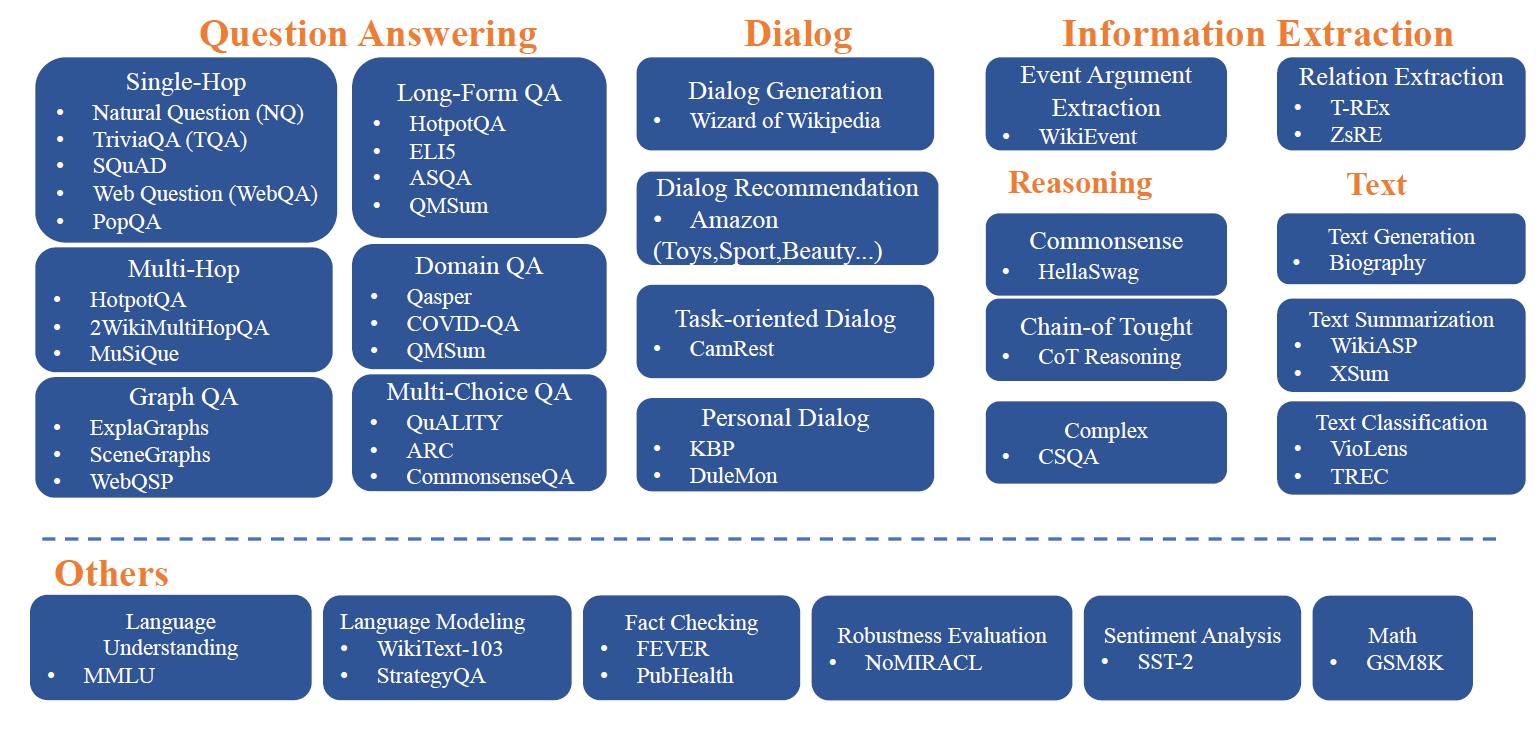 Question Answering
Single-Hop
• Natural Question (NQ)
• TriviaQA (TQA)
• SQuAD
• Web Question (WebQA)
• PopQA
Long-Form QA
• HotpotQA
• ELI5
• ASQA
• QMSum
Multi-Hop
• HotpotQA
• 2WikiMultiHopQA
• MuSiQue
Domain QA
• Qasper
• COVID-QA
• QMSum
Graph QA
• ExplaGraphs
• SceneGraphs
• WebQSP
Multi-Choice QA
• QuALITY
• ARC
• CommonsenseQA
Dialog
Dialog Generation
• Wizard of Wikipedia
Dialog Recommendation
• Amazon
(Toys,Sport,Beauty...)
Task-oriented Dialog
• CamRest
Personal Dialog
• KBP
• DuleMon
Information Extraction
Event Argument
Extraction
• WikiEvent
Relation Extraction
• T-REx
• ZsRE
Reasoning
Commonsense
• HellaSwag
Chain-of Tought
• CoT Reasoning
Complex
• CSQA
Text
Text Generation
• Biography
Text Summarization
• WikiASP
• XSum
Text Classification
• VioLens
• TREC
Others
Language
Understanding
• MMLU
Language Modeling
• WikiText-103
• StrategyQA
Fact Checking
• FEVER
• PubHealth
Robustness Evaluation
• NoMIRACL
Sentiment Analysis
• SST-2
Math
• GSM8K